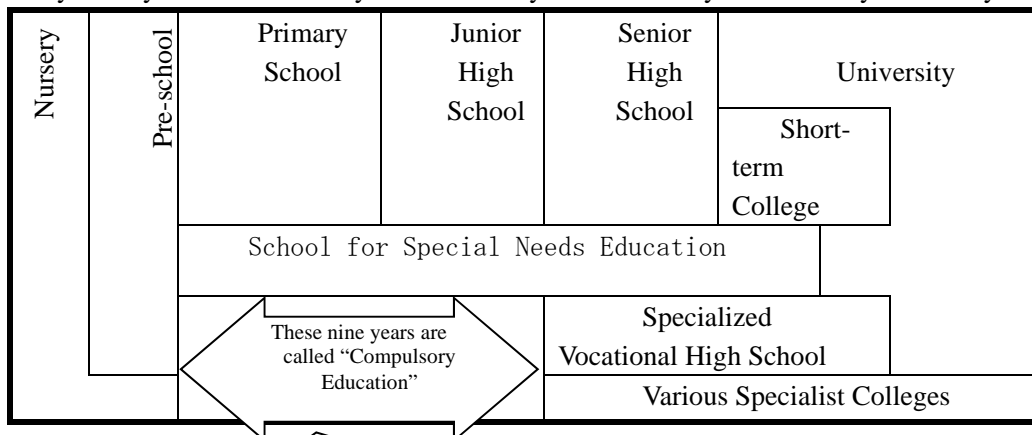 Nursery
Pre-school
Primary
School
Junior
High
School
Senior
High
School
University
Short-
term
College
School for Special Needs Education
These nine years are
called “Compulsory
Education”
Specialized
Vocational High School
Various Specialist Colleges